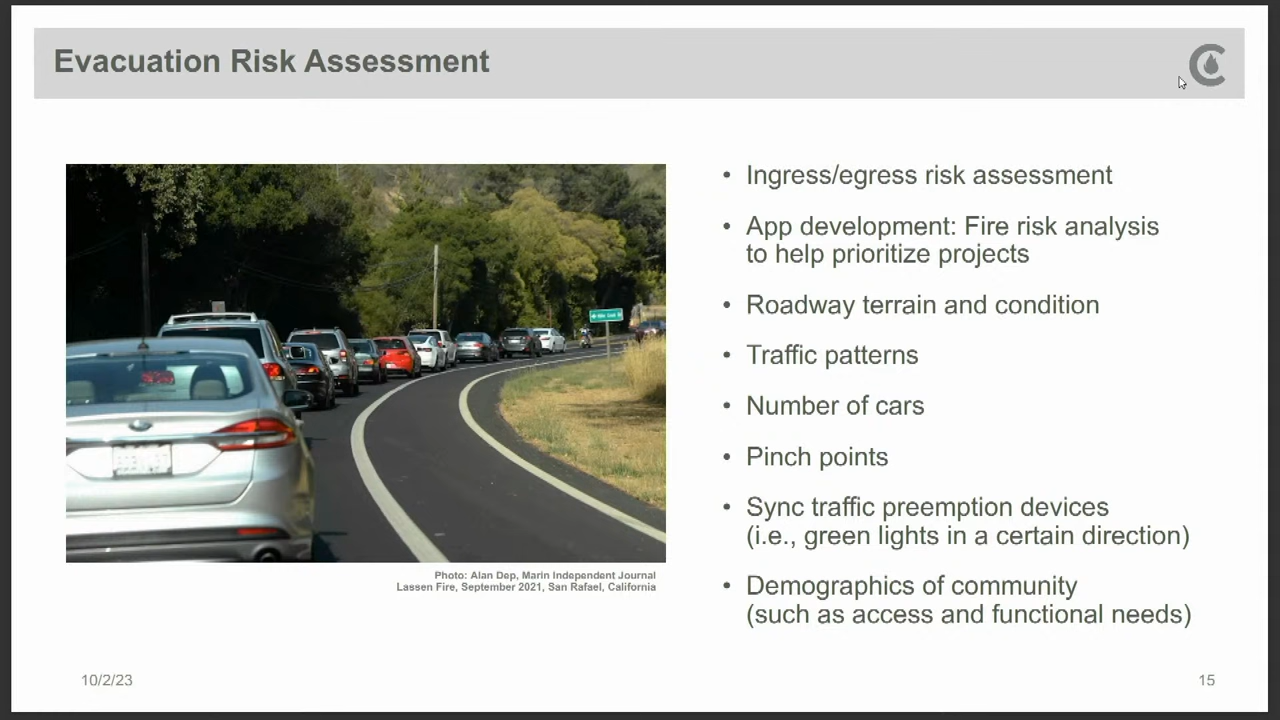 Evacuation Risk Assessment
• Ingress/egress risk assessment
• App development: Fire risk analysis
to help prioritize projects
• Roadway terrain and condition
• Traffic patterns
• Number of cars
• Pinch points
• Sync traffic preemption devices
(i.e., green lights in a certain direction)
• Demographics of community
(such as access and functional needs)
Photo: Alan Dep, Marin Independent Journal
Lassen Fire, September 2021, San Rafael, California
10/2/23
15